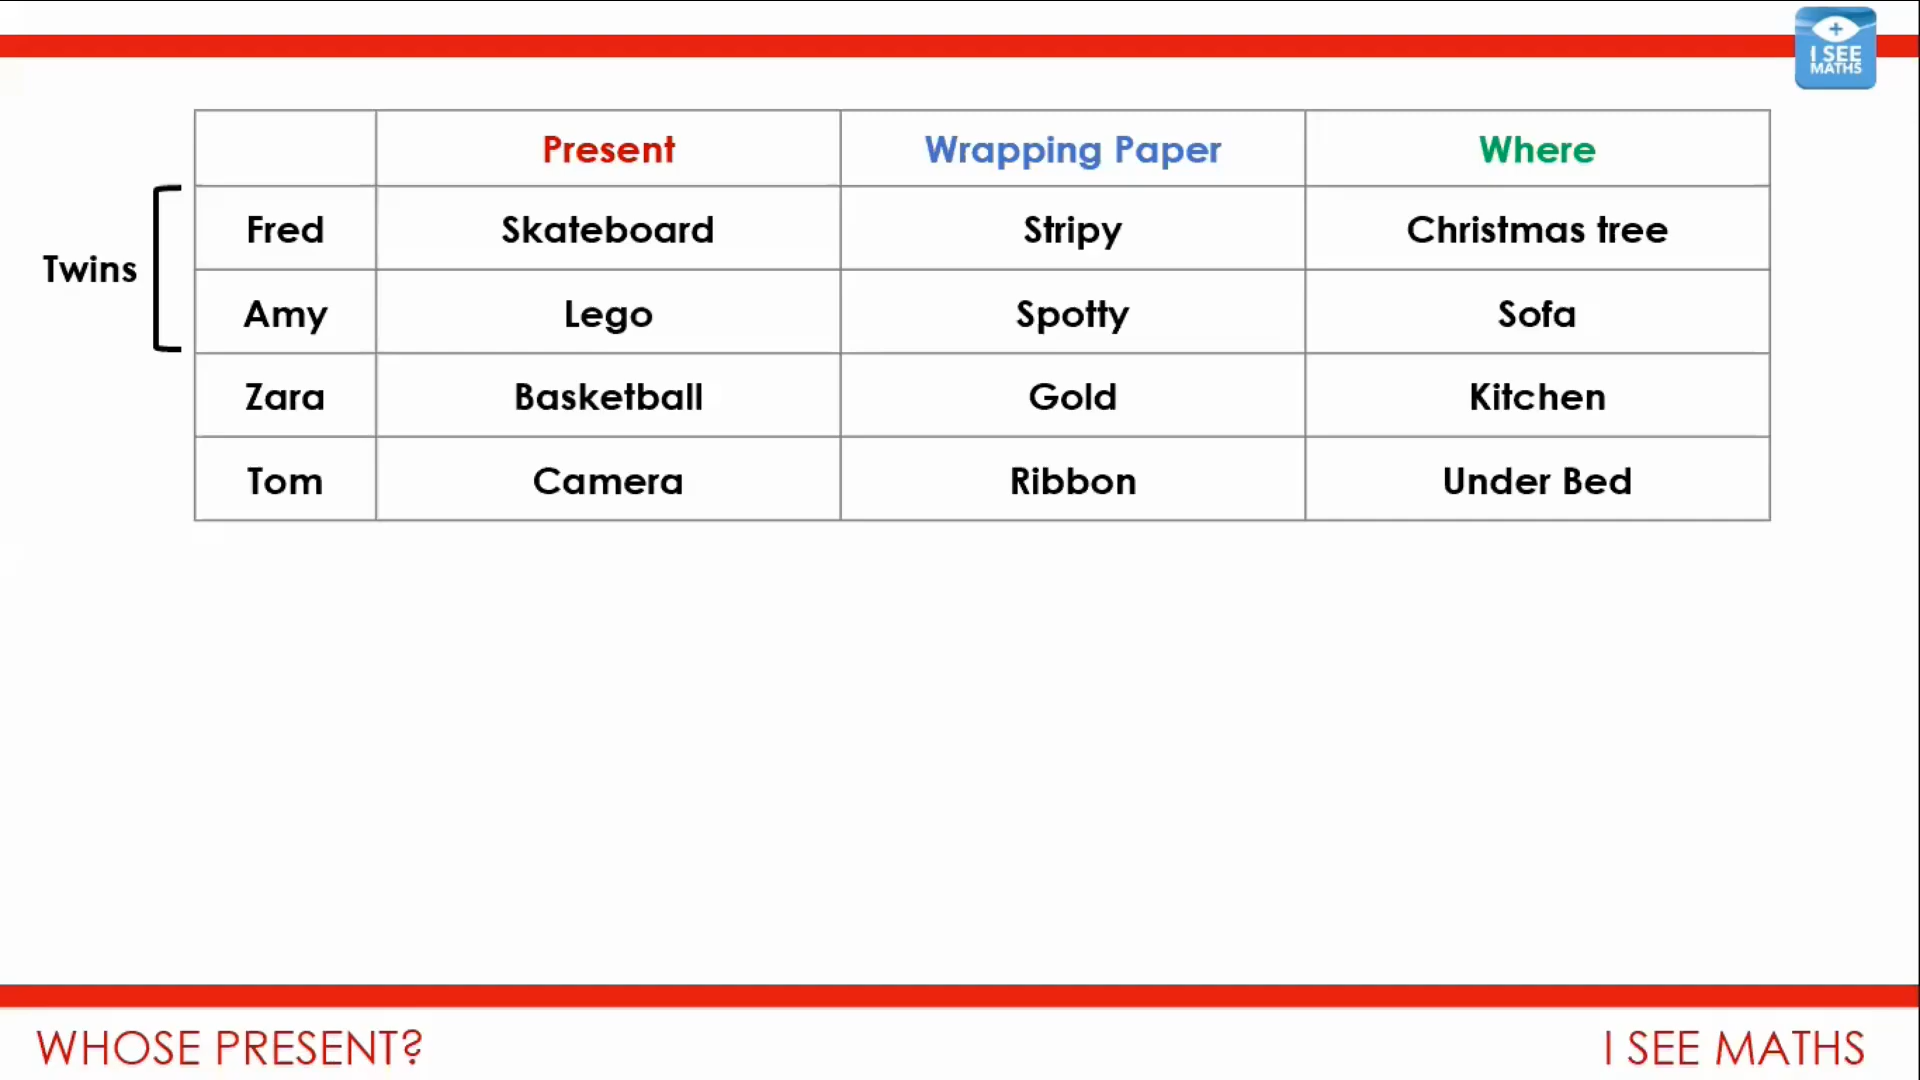 I SEE
MATHS
Present Wrapping Paper Where
Twins
Fred Skateboard Stripy Christmas tree
Amy Lego Spotty Sofa
Zara Basketball Gold Kitchen
Tom Camera Ribbon Under Bed
WHOSE PRESENT? I SEE MATHS